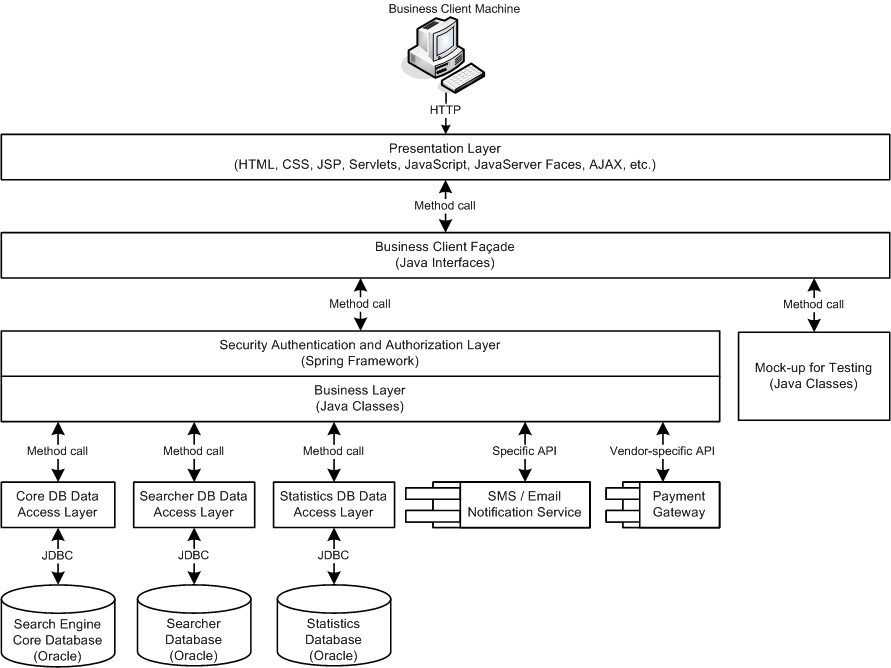 Business Client Machine
HTTP
Presentation Layer
(HTML, CSS, JSP, Servlets, JavaScript, JavaServer Faces, AJAX, etc.)
Method call
Business Client Façade
(Java Interfaces)
Method call
Method call
Security Authentication and Authorization Layer
(Spring Framework)
Mock-up for Testing
(Java Classes)
Business Layer
(Java Classes)
Method call
Method call
Method call
Specific API
Vendor-specific API
Core DB Data
Access Layer
Searcher DB Data
Access Layer
Statistics DB Data
Access Layer
SMS / Email
Notification Service
Payment
Gateway
JDBC
JDBC
JDBC
Search Engine
Core Database
(Oracle)
Searcher
Database
(Oracle)
Statistics
Database
(Oracle)